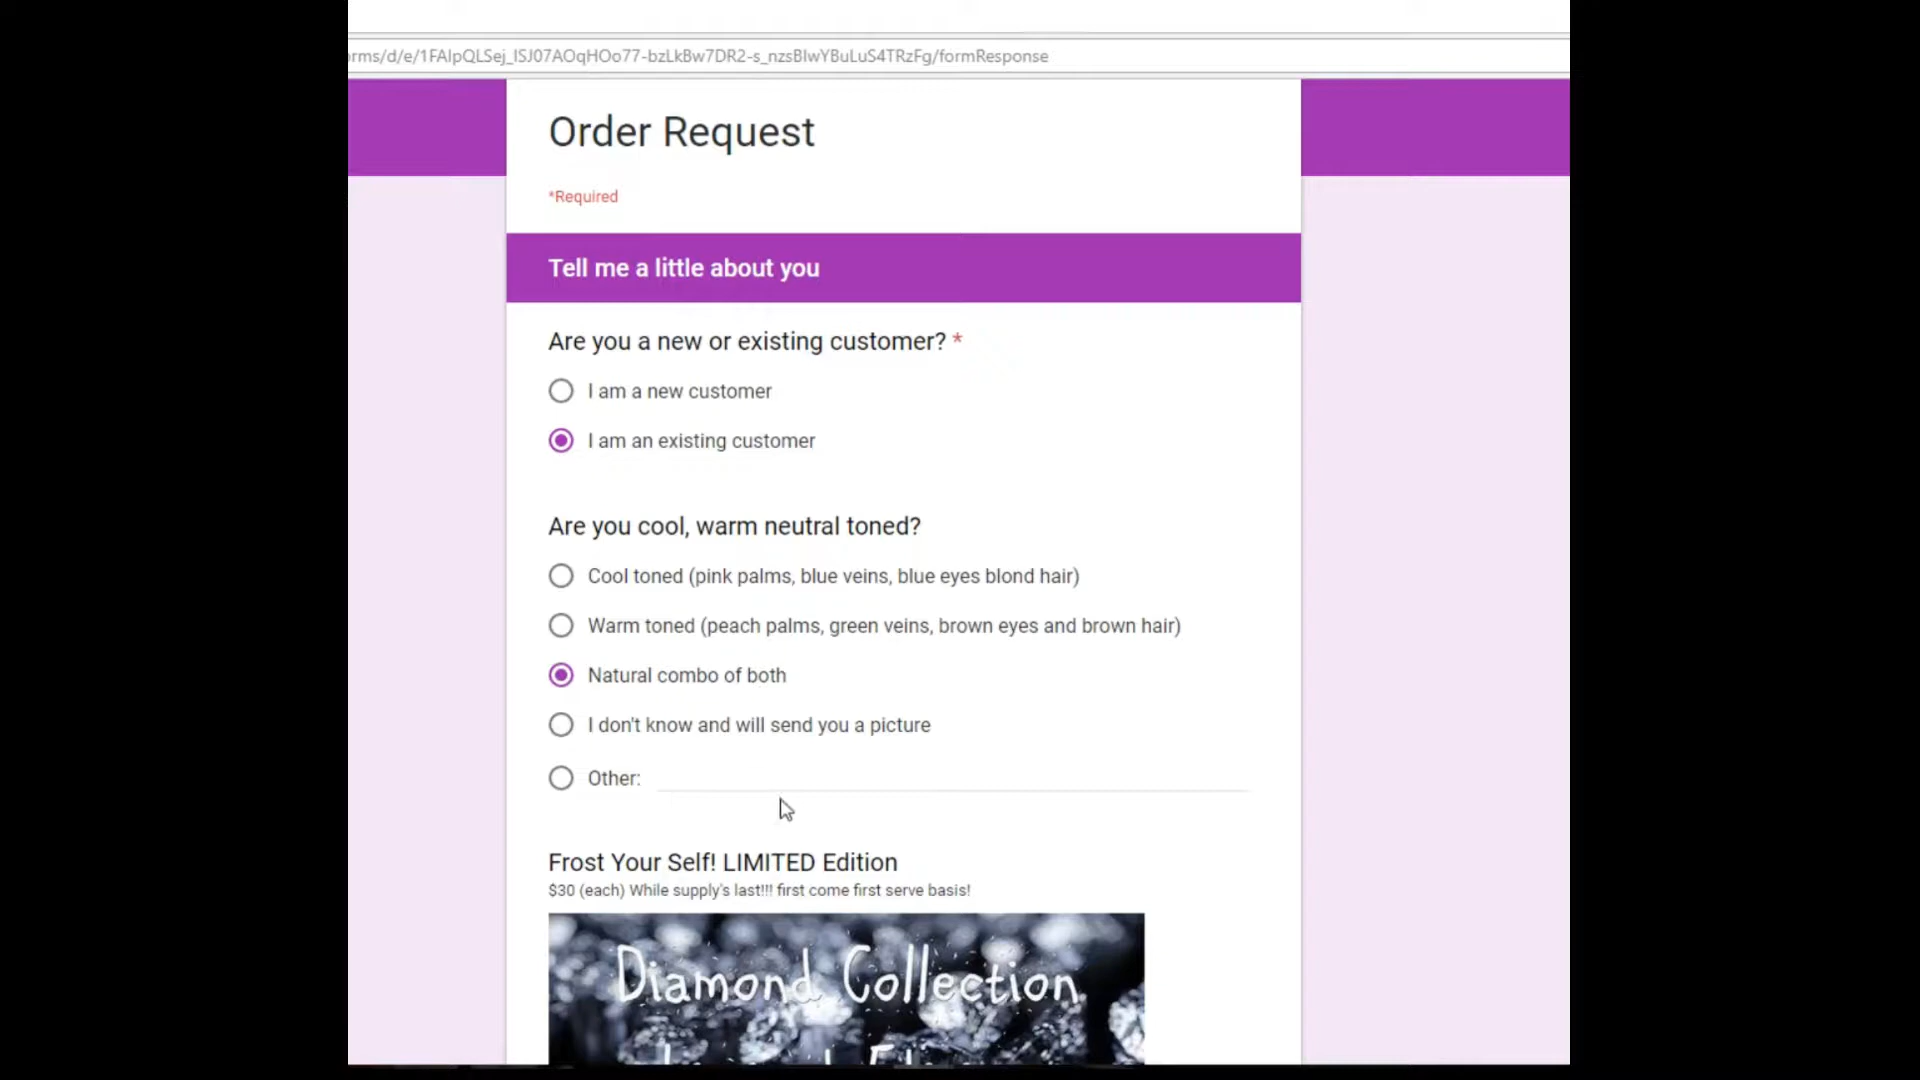 rms/d/e/1FAIpQLSej_ISJ07AOqHOo77-bzLkBw7DR2-s_nzsBIwYBuLuS4TRzFg/formResponse
Order Request
*Required
Tell me a little about you
Are you a new or existing customer? *
I am a new customer
I am an existing customer
Are you cool, warm neutral toned?
Cool toned (pink palms, blue veins, blue eyes blond hair)
Warm toned (peach palms, green veins, brown eyes and brown hair)
Natural combo of both
I don't know and will send you a picture
Other:
Frost Your Self! LIMITED Edition
$30 (each) While supply's last!!! first come first serve basis!
Diamond Collection